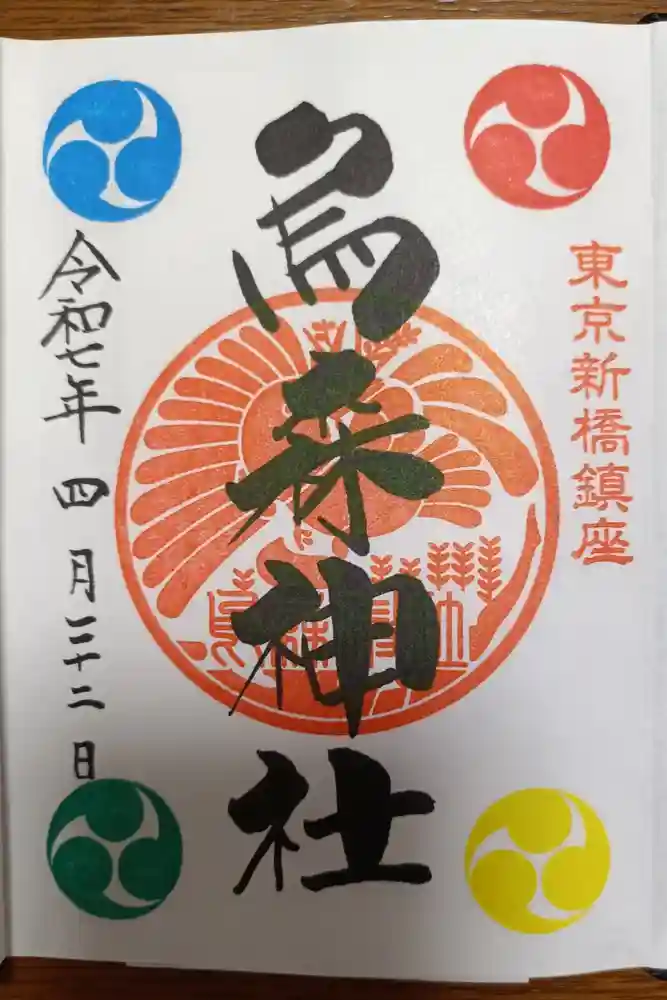 東京新橋鎮座
烏森神社
令和七年 四月二十二日